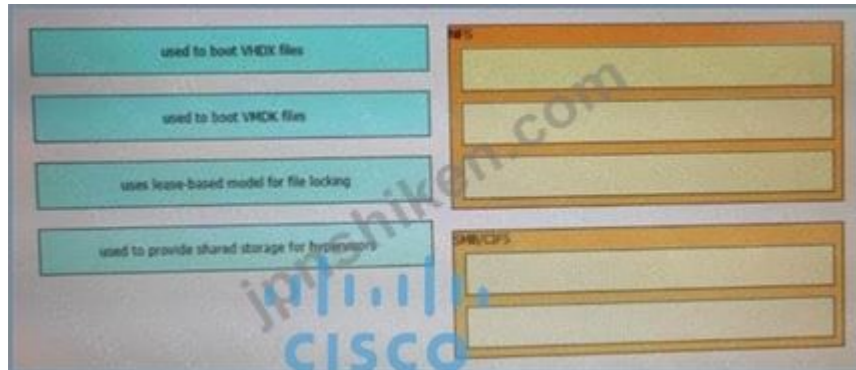 used to boot VHDX files
used to boot VMDK files
uses lease-based model for file locking
used to provide shared storage for hypervisors
NFS
SMB/CIFS
jpnshiken.com
CISCO